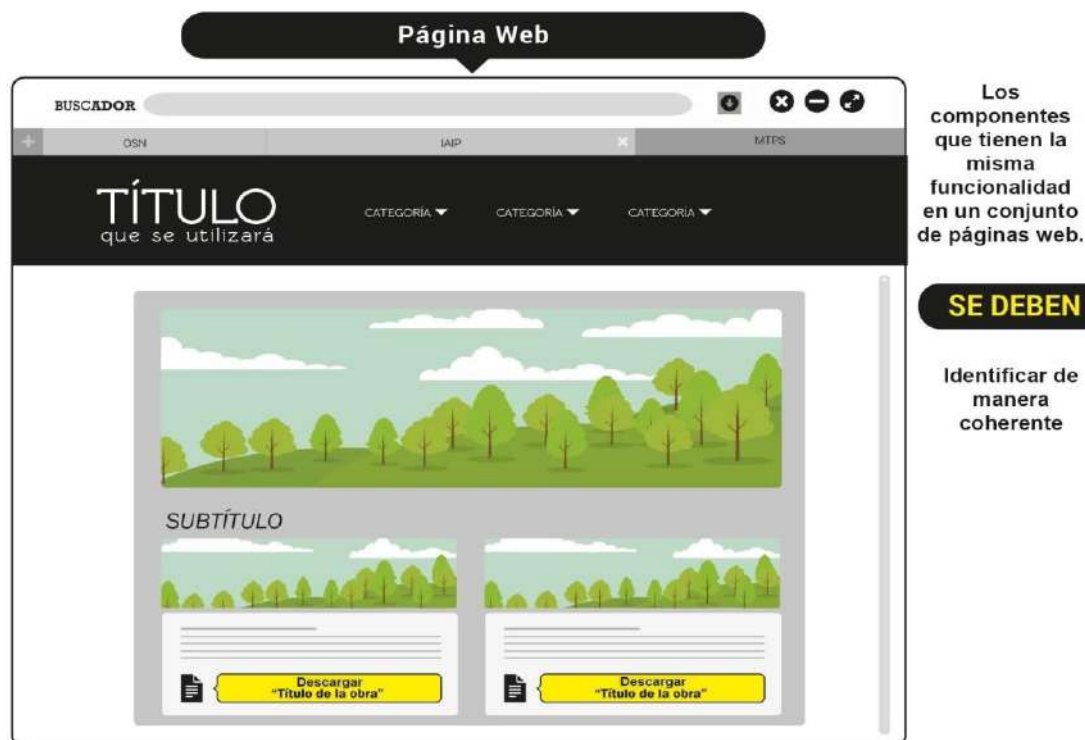 Página Web
BUSCADOR
OSN
IAIP
MTPS
TÍTULO
que se utilizará
CATEGORÍA
CATEGORÍA
CATEGORÍA
SUBTÍTULO
Descargar
“Título de la obra”
Descargar
“Título de la obra”
Los
componentes
que tienen la
misma
funcionalidad
en un conjunto
de páginas web.
SE DEBEN
Identificar de
manera
coherente